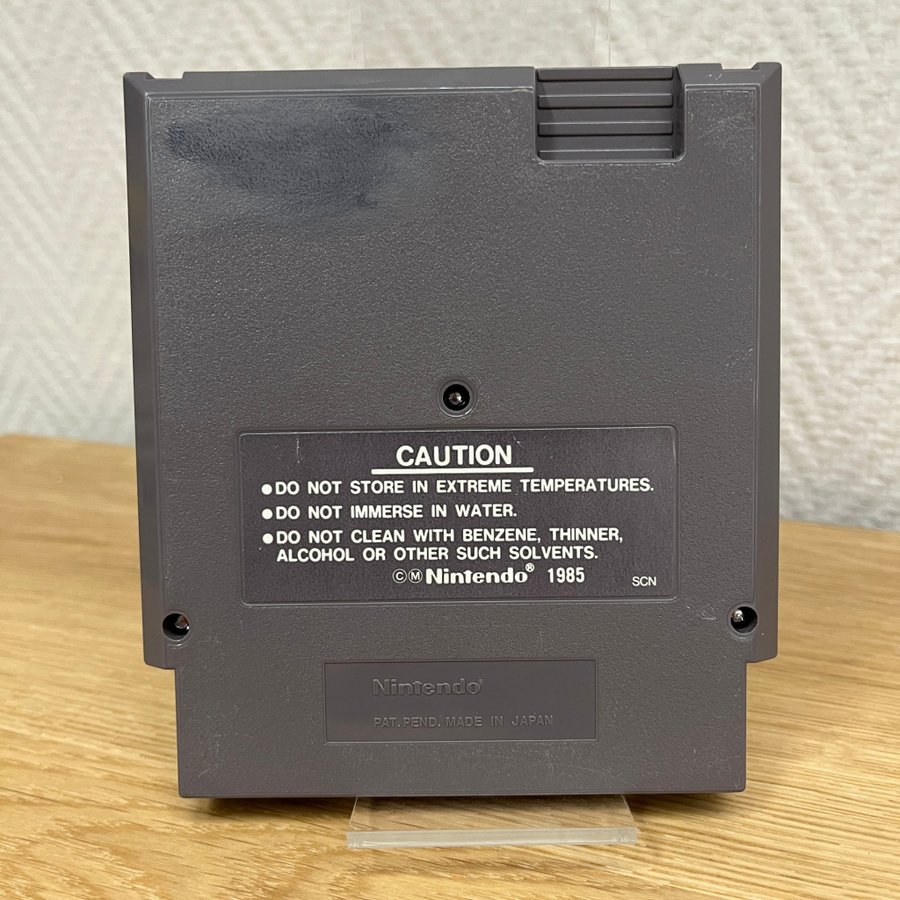 CAUTION
●DO NOT STORE IN EXTREME TEMPERATURES.
●DO NOT IMMERSE IN WATER.
●DO NOT CLEAN WITH BENZENE, THINNER,
ALCOHOL OR OTHER SUCH SOLVENTS.
©Ⓜ Nintendo® 1985 SCN
Nintendo®
PAT. PEND. MADE IN JAPAN